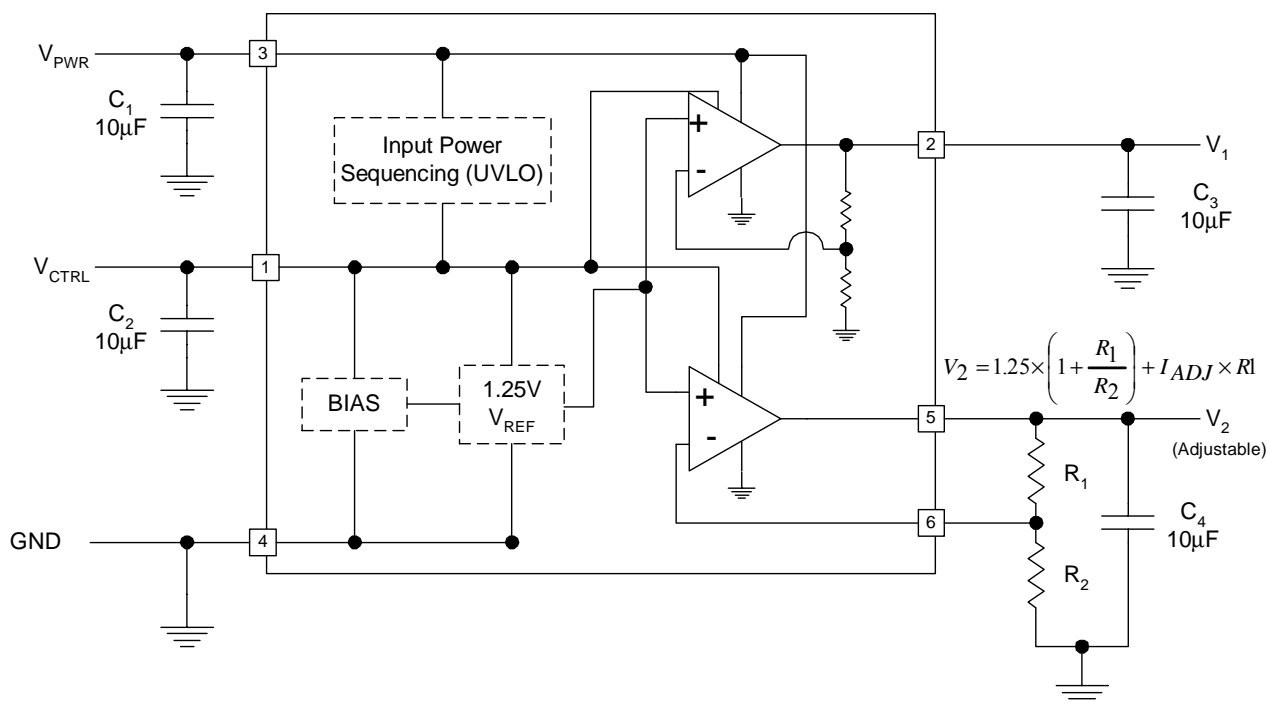 V_PWR
3
C_1
10μF
Input Power
Sequencing (UVLO)
+
-
2
V_1
C_3
10μF
V_CTRL
1
C_2
10μF
BIAS
1.25V
V_REF
+
-
V_2 = 1.25 × (1 + R_1/R_2) + I_ADJ × R1
5
V_2
(Adjustable)
R_1
6
C_4
10μF
R_2
GND
4